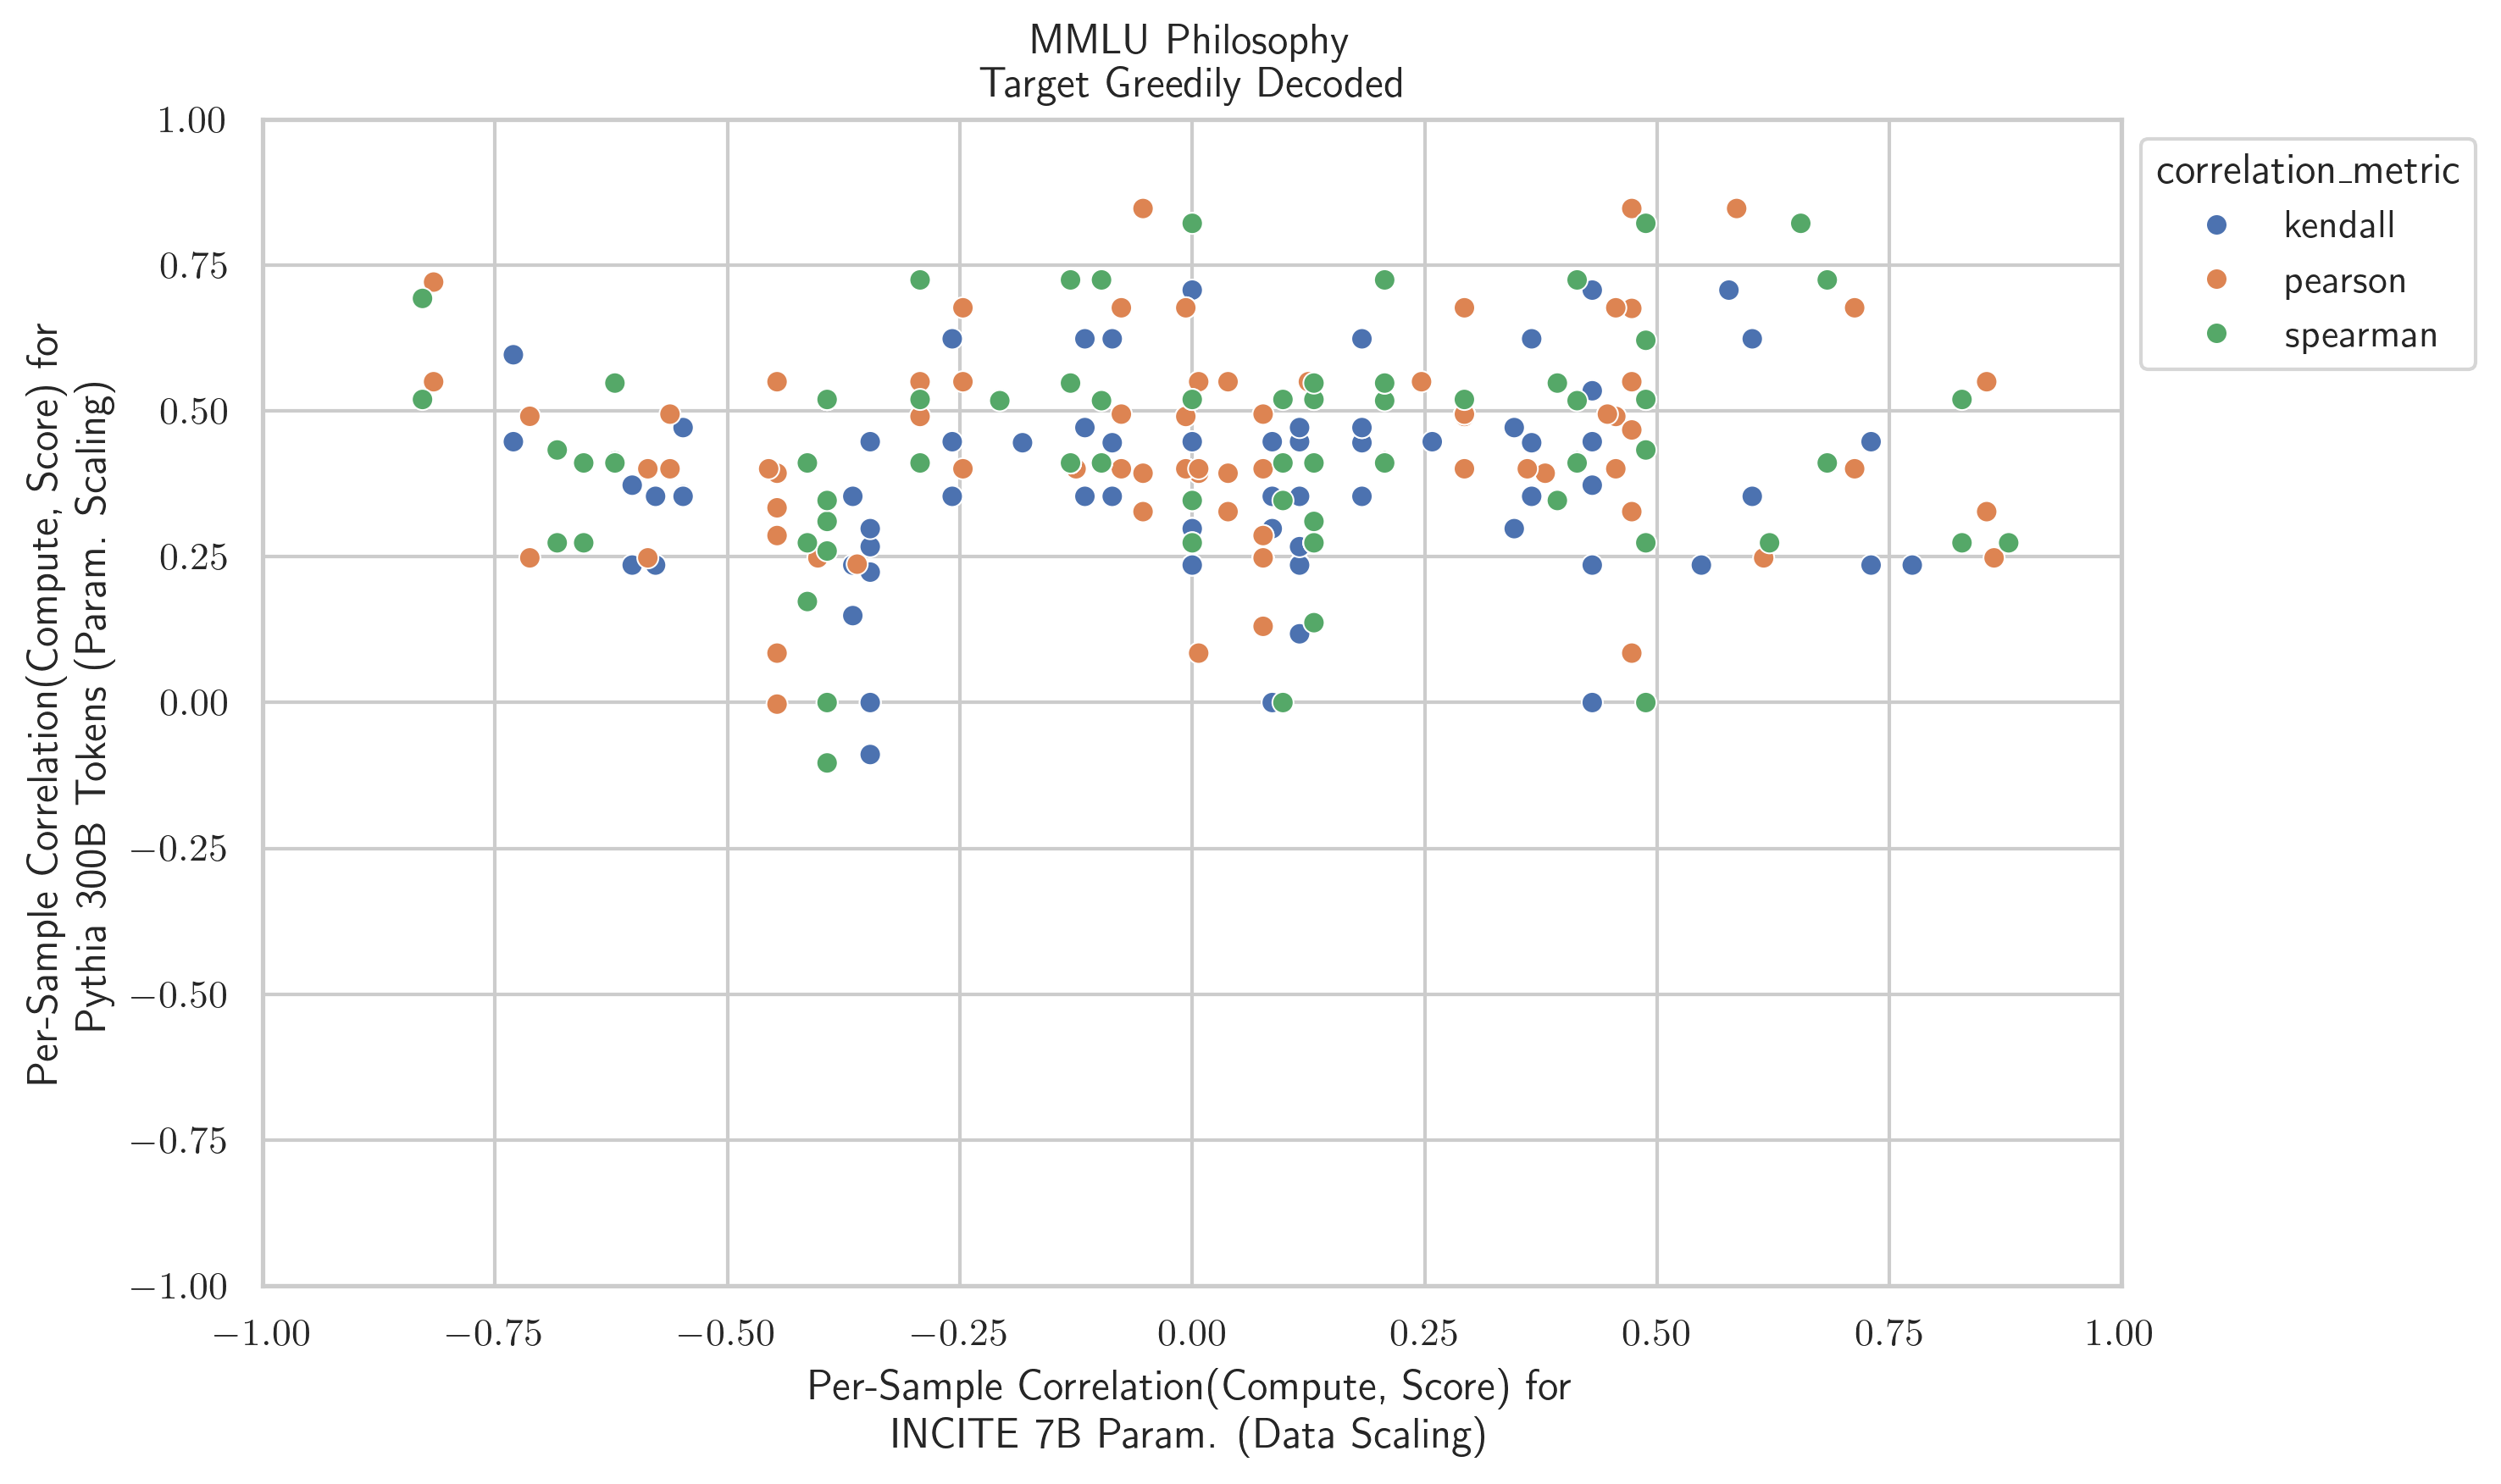 MMLU Philosophy
Target Greedily Decoded
Per-Sample Correlation(Compute, Score) for
Pythia 300B Tokens (Param. Scaling)
1.00
0.75
0.50
0.25
0.00
−0.25
−0.50
−0.75
−1.00
−1.00
−0.75
−0.50
−0.25
0.00
0.25
0.50
0.75
1.00
Per-Sample Correlation(Compute, Score) for
INCITE 7B Param. (Data Scaling)
correlation_metric
kendall
pearson
spearman